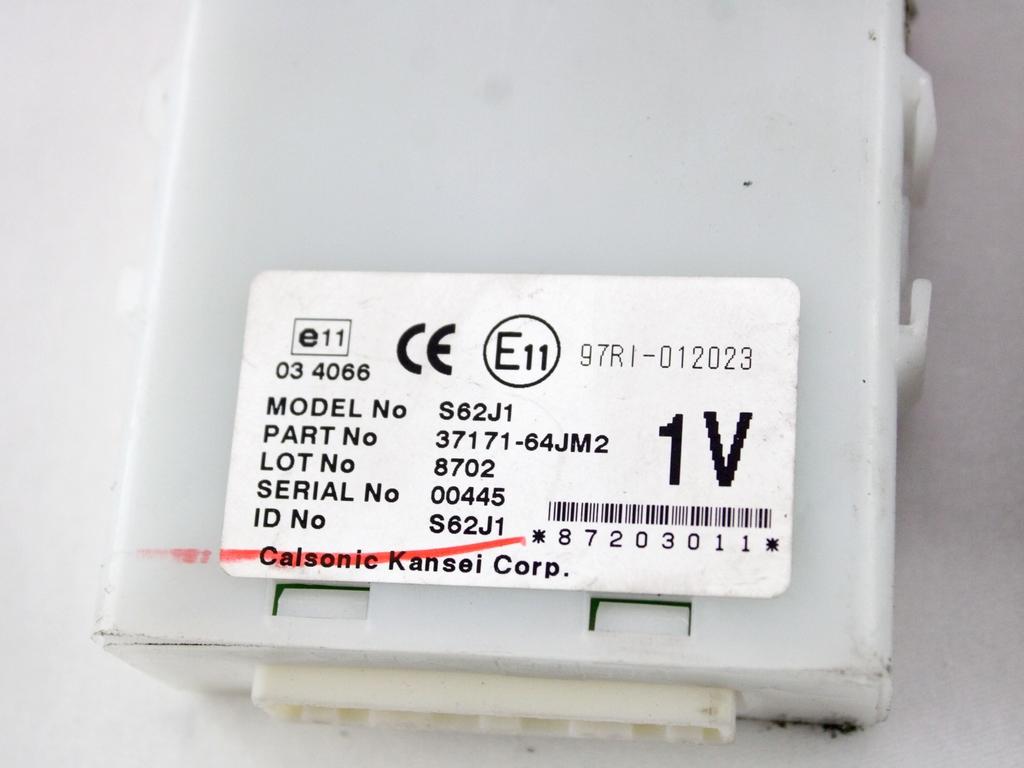 e11 CE E11 97RI-012023
03 4066
MODEL No S62J1
PART No 37171-64JM2
LOT No 8702
SERIAL No 00445
ID No S62J1
1V
*87203011*
Calsonic Kansei Corp.